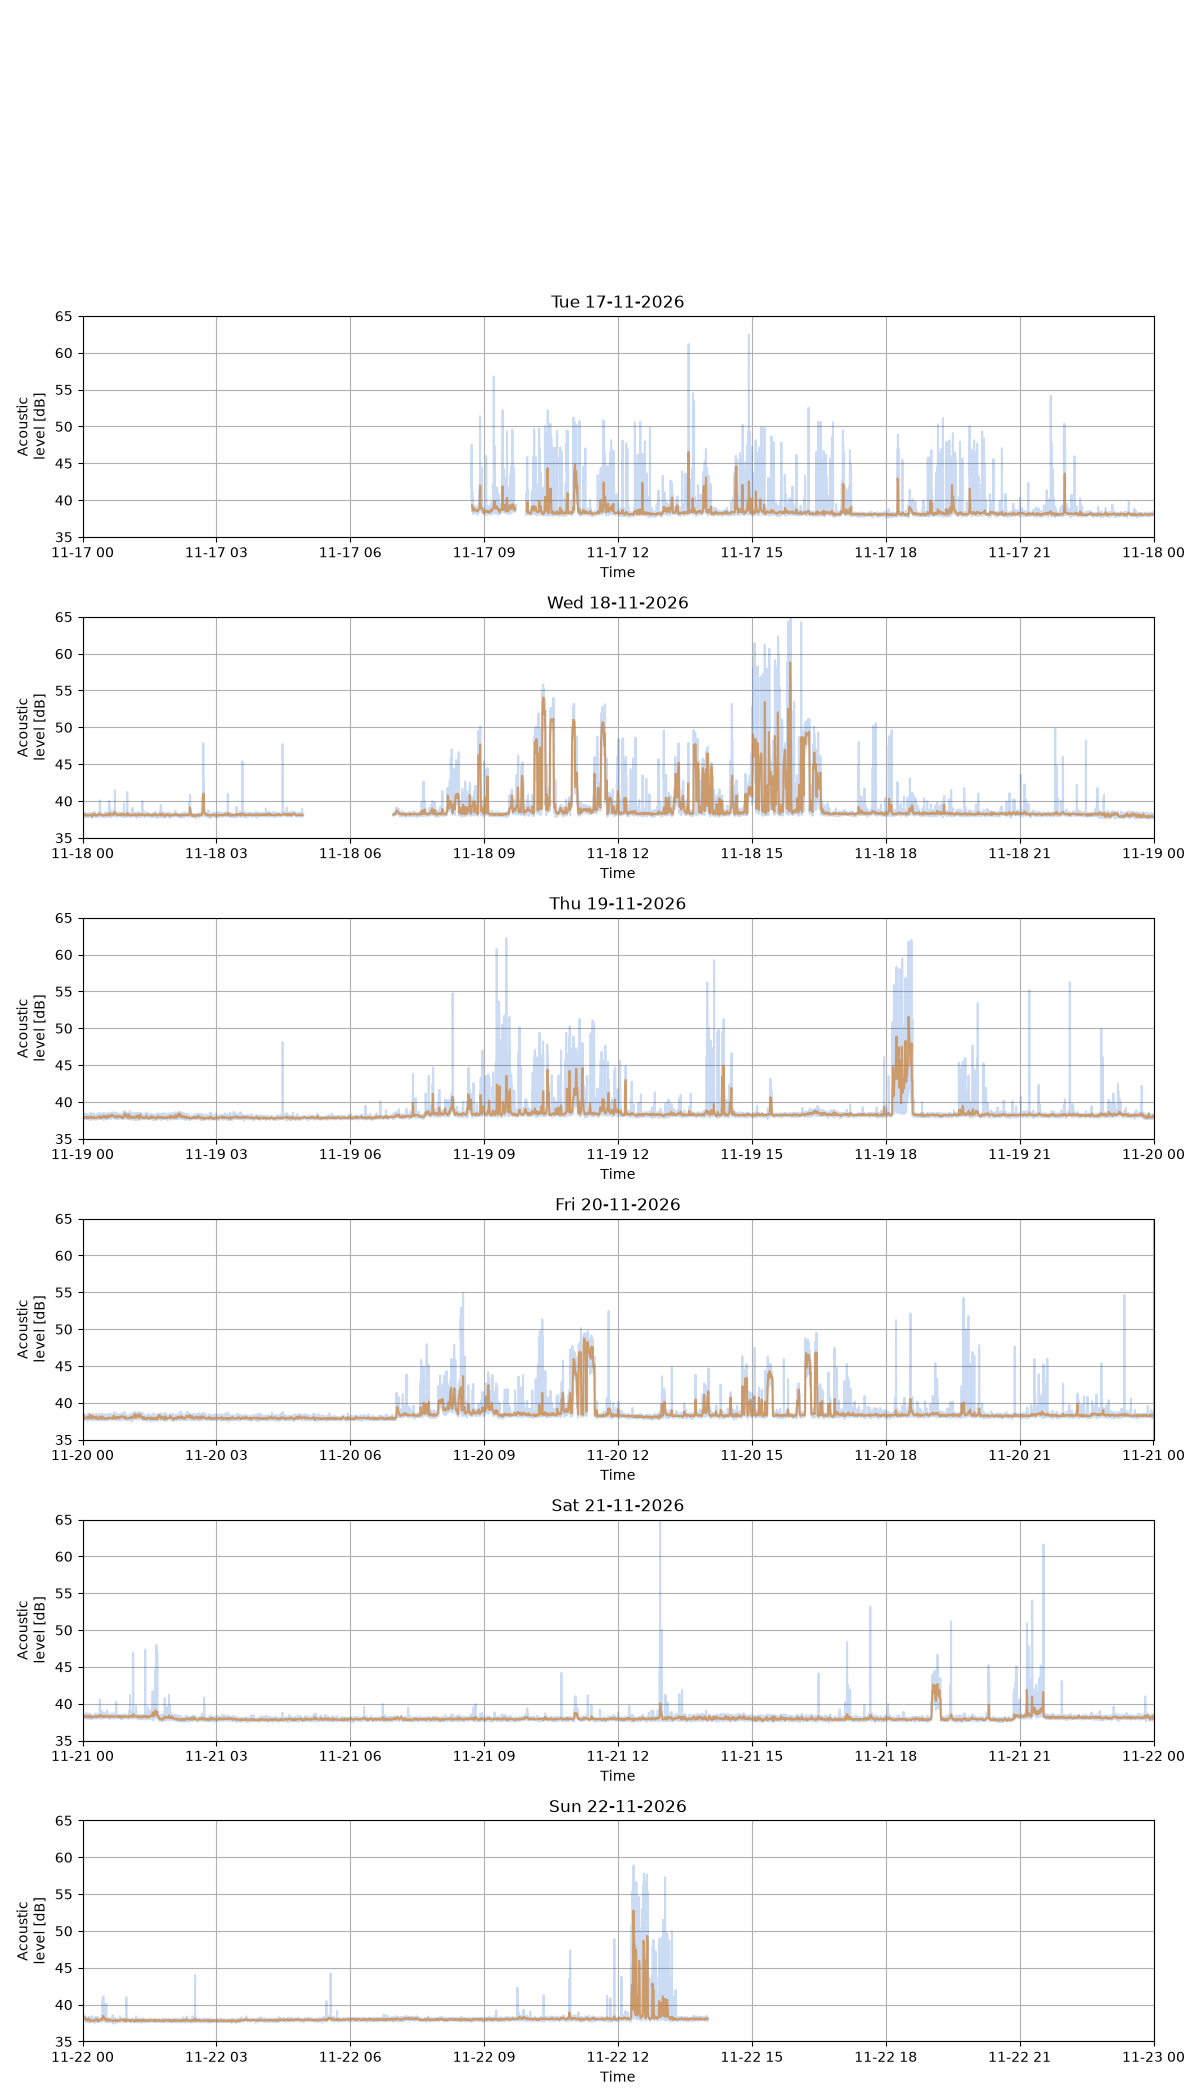 Tue 17-11-2026
Acoustic
level [dB]
65
60
55
50
45
40
35
11-17 00 11-17 03 11-17 06 11-17 09 11-17 12 11-17 15 11-17 18 11-17 21 11-18 00
Time
Wed 18-11-2026
Acoustic
level [dB]
65
60
55
50
45
40
35
11-18 00 11-18 03 11-18 06 11-18 09 11-18 12 11-18 15 11-18 18 11-18 21 11-19 00
Time
Thu 19-11-2026
Acoustic
level [dB]
65
60
55
50
45
40
35
11-19 00 11-19 03 11-19 06 11-19 09 11-19 12 11-19 15 11-19 18 11-19 21 11-20 00
Time
Fri 20-11-2026
Acoustic
level [dB]
65
60
55
50
45
40
35
11-20 00 11-20 03 11-20 06 11-20 09 11-20 12 11-20 15 11-20 18 11-20 21 11-21 00
Time
Sat 21-11-2026
Acoustic
level [dB]
65
60
55
50
45
40
35
11-21 00 11-21 03 11-21 06 11-21 09 11-21 12 11-21 15 11-21 18 11-21 21 11-22 00
Time
Sun 22-11-2026
Acoustic
level [dB]
65
60
55
50
45
40
35
11-22 00 11-22 03 11-22 06 11-22 09 11-22 12 11-22 15 11-22 18 11-22 21 11-23 00
Time